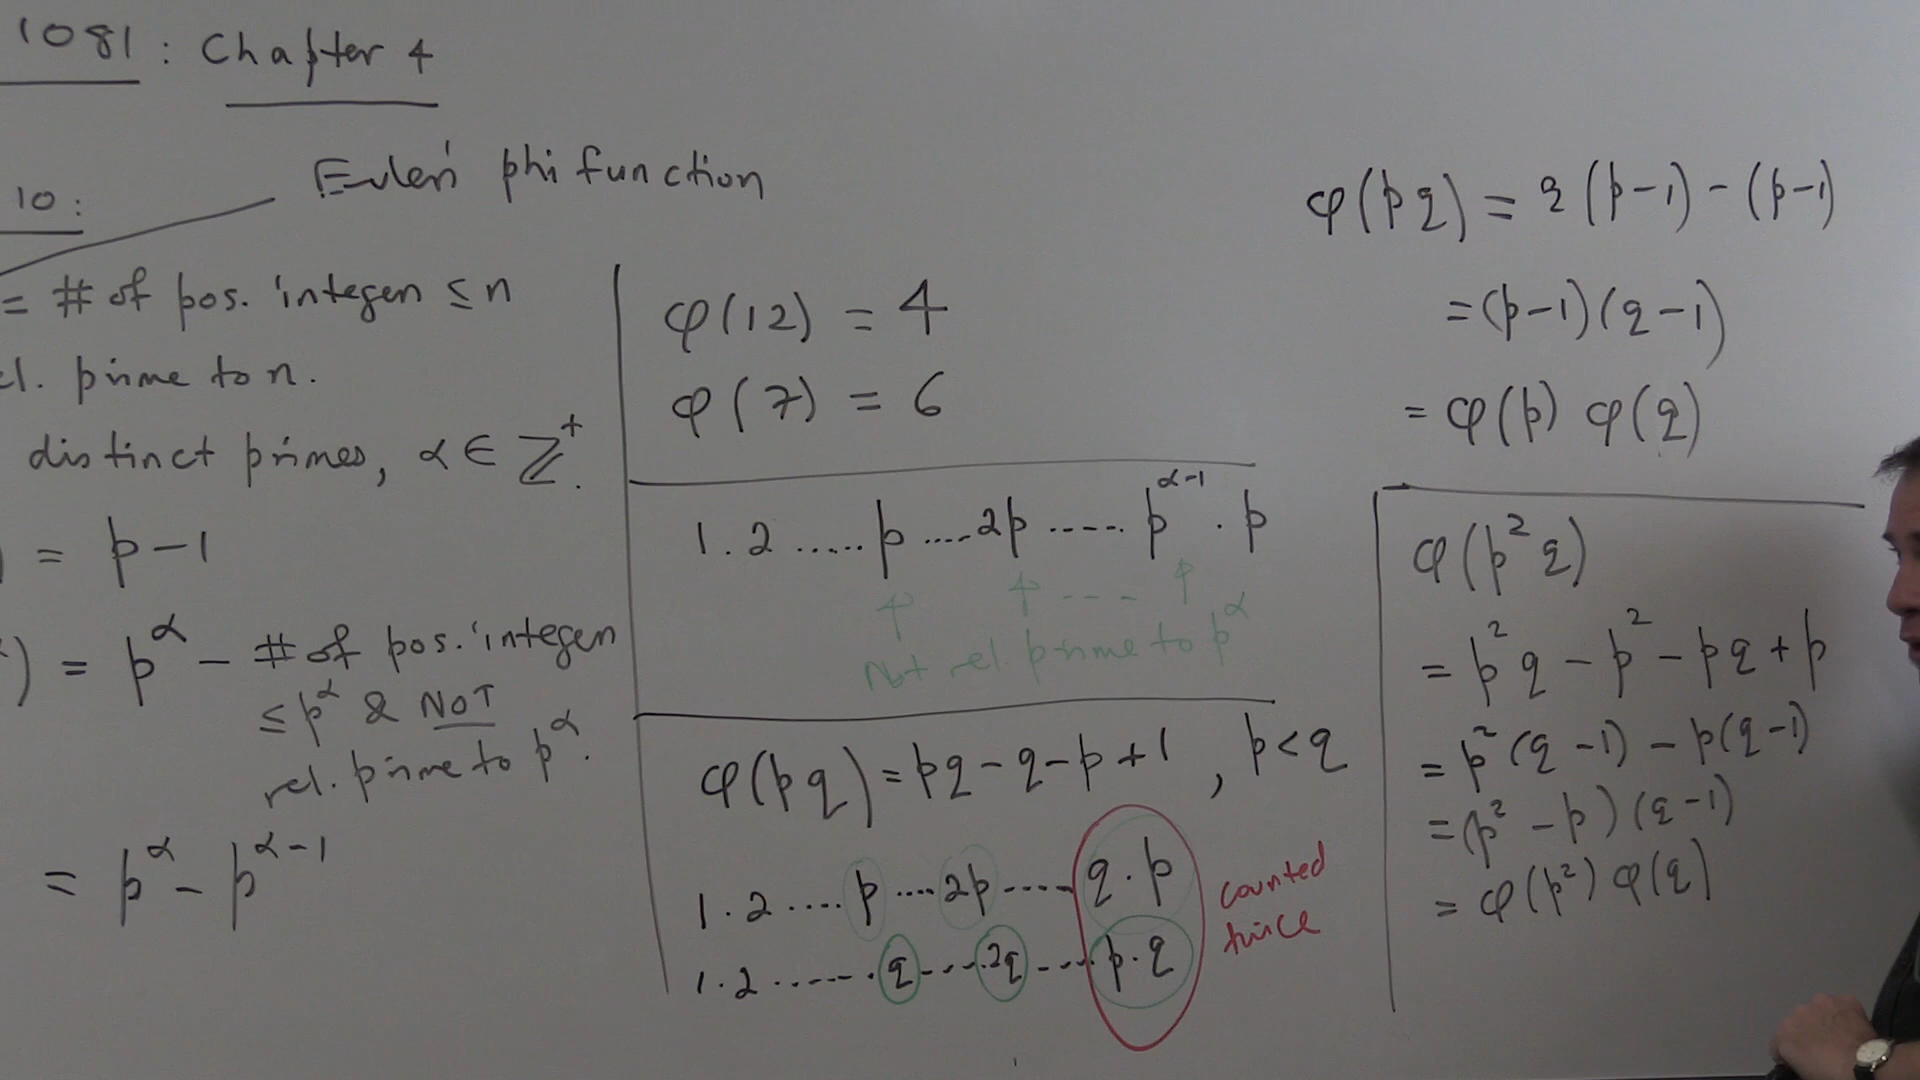 1081 : Chapter 4
10 :
Euler's phi function
= # of pos. integers ≤ n
el. prime to n.
distinct primes, α ∈ ℤ⁺.
) = p - 1
) = p^α - # of pos. integers
≤ p^α & NOT
rel. prime to p^α.
= p^α - p^(α-1)
φ(12) = 4
φ(7) = 6
1.2.....p....2p.....p^(α-1).p
↑ ↑ --- ↑
Not rel. prime to p^α
φ(pq) = pq - q - p + 1 , p < q
1.2....p....2p....q.p
1.2......q....2q...p.q
counted
twice
φ(pq) = q(p-1) - (p-1)
= (p-1)(q-1)
= φ(p) φ(q)
φ(p²q)
= p²q - p² - pq + p
= p²(q-1) - p(q-1)
= (p²-p)(q-1)
= φ(p²) φ(q)